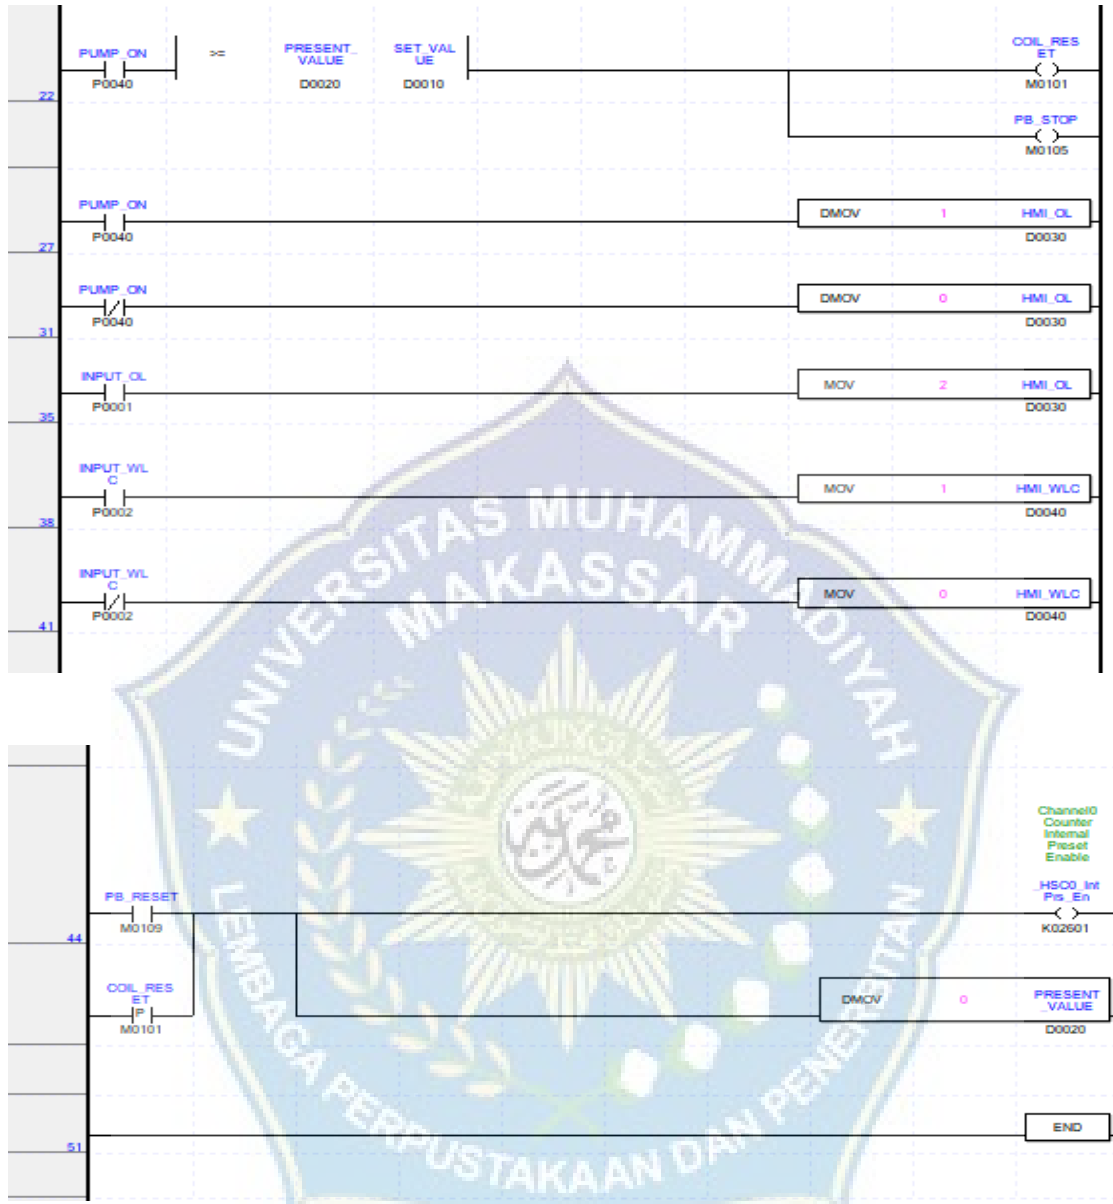 PUMP_ON
>=
PRESENT_
VALUE
SET_VAL
UE
COIL_RES
ET
P0040
D0020
D0010
M0101
22
PB_STOP
M0105
PUMP_ON
DMOV 1 HMI_OL
P0040
D0030
27
PUMP_ON
DMOV 0 HMI_OL
P0040
D0030
31
INPUT_OL
MOV 2 HMI_OL
P0001
D0030
35
INPUT_WL
C
MOV 1 HMI_WLC
P0002
D0040
38
INPUT_WL
C
MOV 0 HMI_WLC
P0002
D0040
41
UNIVERSITAS MUHAMMADIYAH
MAKASSAR
Channel0
Counter
Internal
Preset
Enable
PB_RESET
_HSC0_Int
Prs_En
M0109
K02601
44
COIL_RES
ET
P
M0101
DMOV 0 PRESENT
_VALUE
D0020
END
51
LEMBAGA PERPUSTAKAAN DAN PENERBITAN